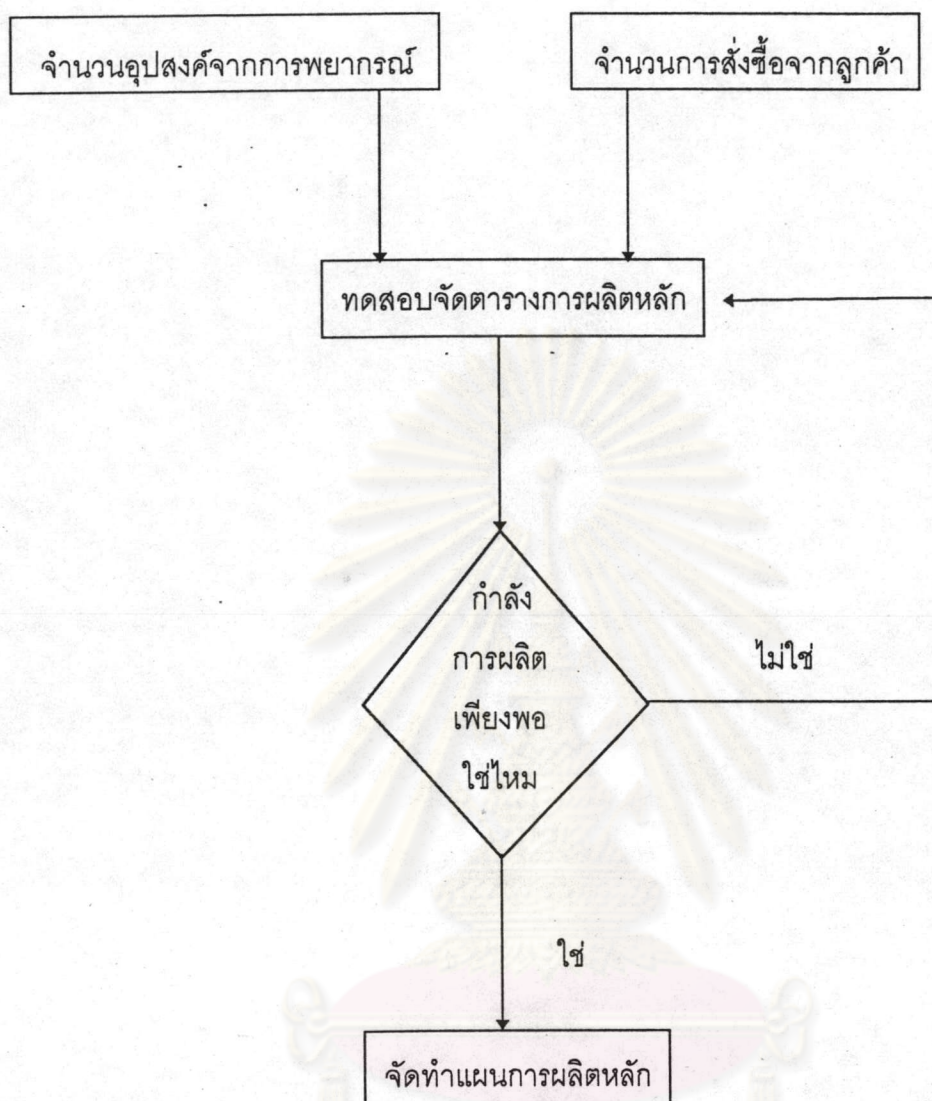 จำนวนอุปสงค์จากการพยากรณ์
จำนวนการสั่งซื้อจากลูกค้า
ทดสอบจัดตารางการผลิตหลัก
กำลัง
การผลิต
เพียงพอ
ใช่ไหม
ไม่ใช่
ใช่
จัดทำแผนการผลิตหลัก